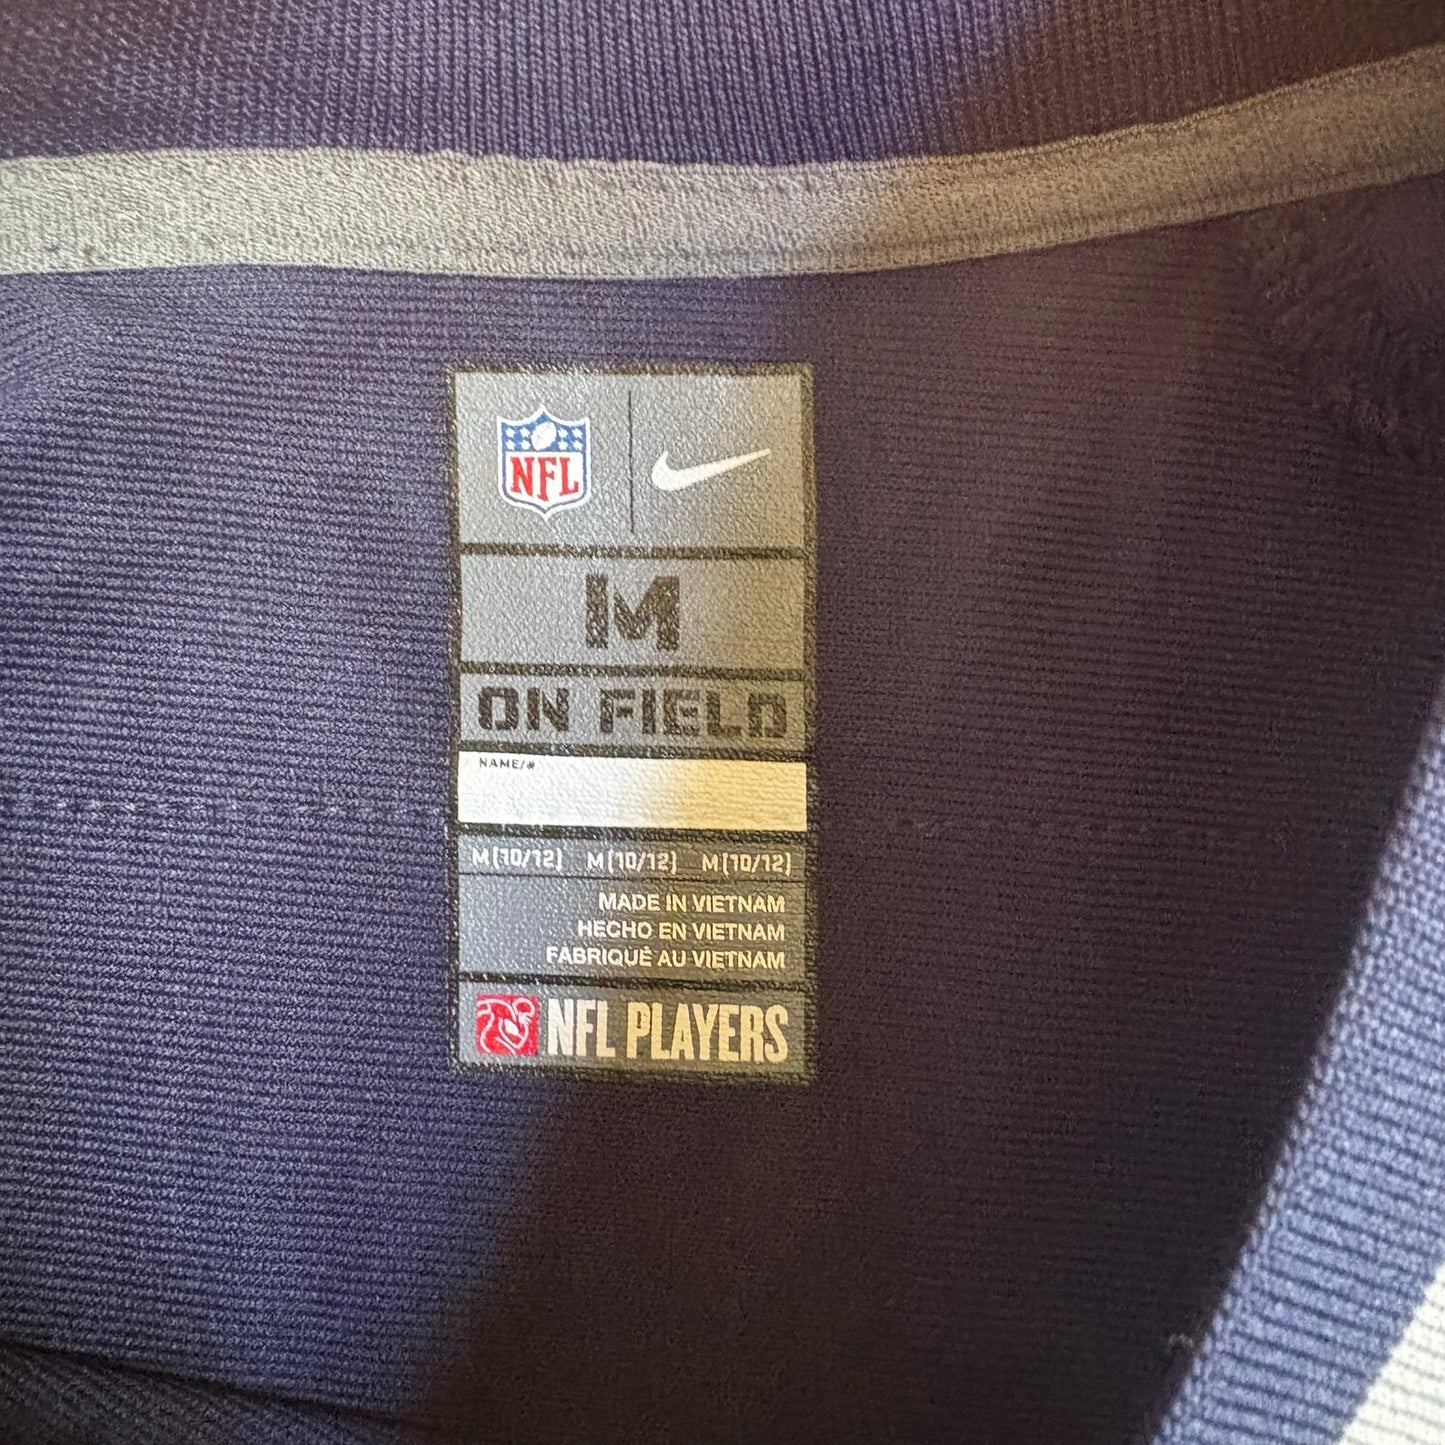 NFL
M
ON FIELD
NAME/#
M(10/12) M(10/12) M(10/12)
MADE IN VIETNAM
HECHO EN VIETNAM
FABRIQUÉ AU VIETNAM
NFL PLAYERS